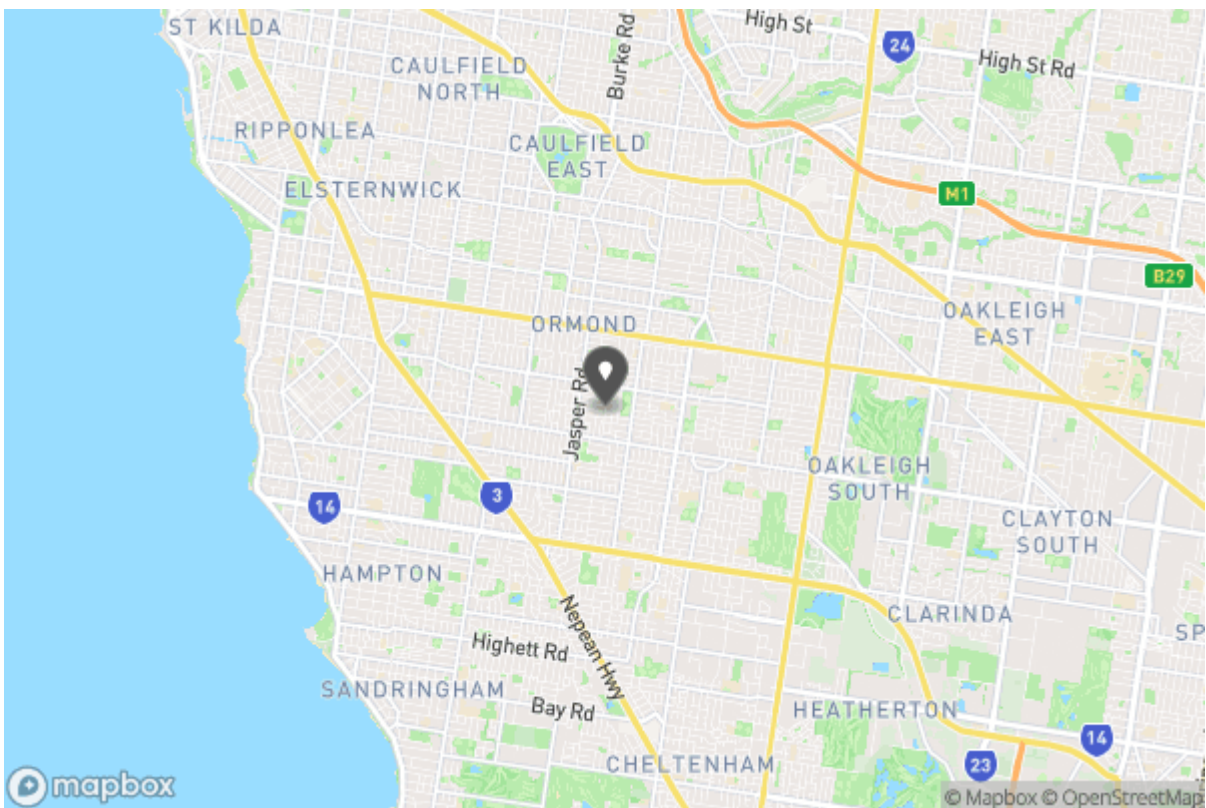 ST KILDA
High St
24
High St Rd
CAULFIELD
NORTH
Burke Rd
RIPPONLEA
CAULFIELD
EAST
ELSTERNWICK
M1
B29
OAKLEIGH
EAST
ORMOND
Jasper Rd
OAKLEIGH
SOUTH
3
14
CLAYTON
SOUTH
HAMPTON
CLARINDA
SP
Nepean Hwy
Highett Rd
SANDRINGHAM
Bay Rd
HEATHERTON
14
CHELTENHAM
23
mapbox
© Mapbox © OpenStreetMap